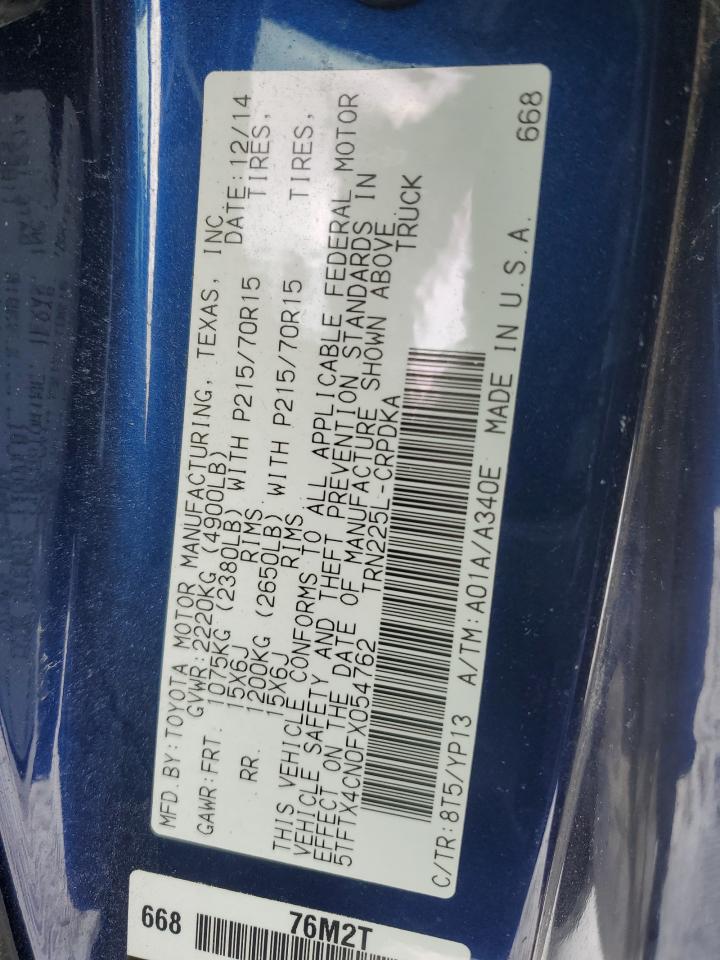 MFD.BY:TOYOTA MOTOR MANUFACTURING, TEXAS, INC.
GVWR:2220KG (4900LB) DATE:12/14
GAWR:FRT. 1075KG (2380LB) WITH P215/70R15 TIRES,
15X6J RIMS
RR. 1200KG (2650LB) WITH P215/70R15 TIRES,
15X6J RIMS
THIS VEHICLE CONFORMS TO ALL APPLICABLE FEDERAL MOTOR
VEHICLE SAFETY AND THEFT PREVENTION STANDARDS IN
EFFECT ON THE DATE OF MANUFACTURE SHOWN ABOVE
5TFTX4CN0FX054762 TRN225L-CRPDKA TRUCK
C/TR:8T5/YP13 A/TM:A01A/A340E MADE IN U.S.A. 668
668 76M2T